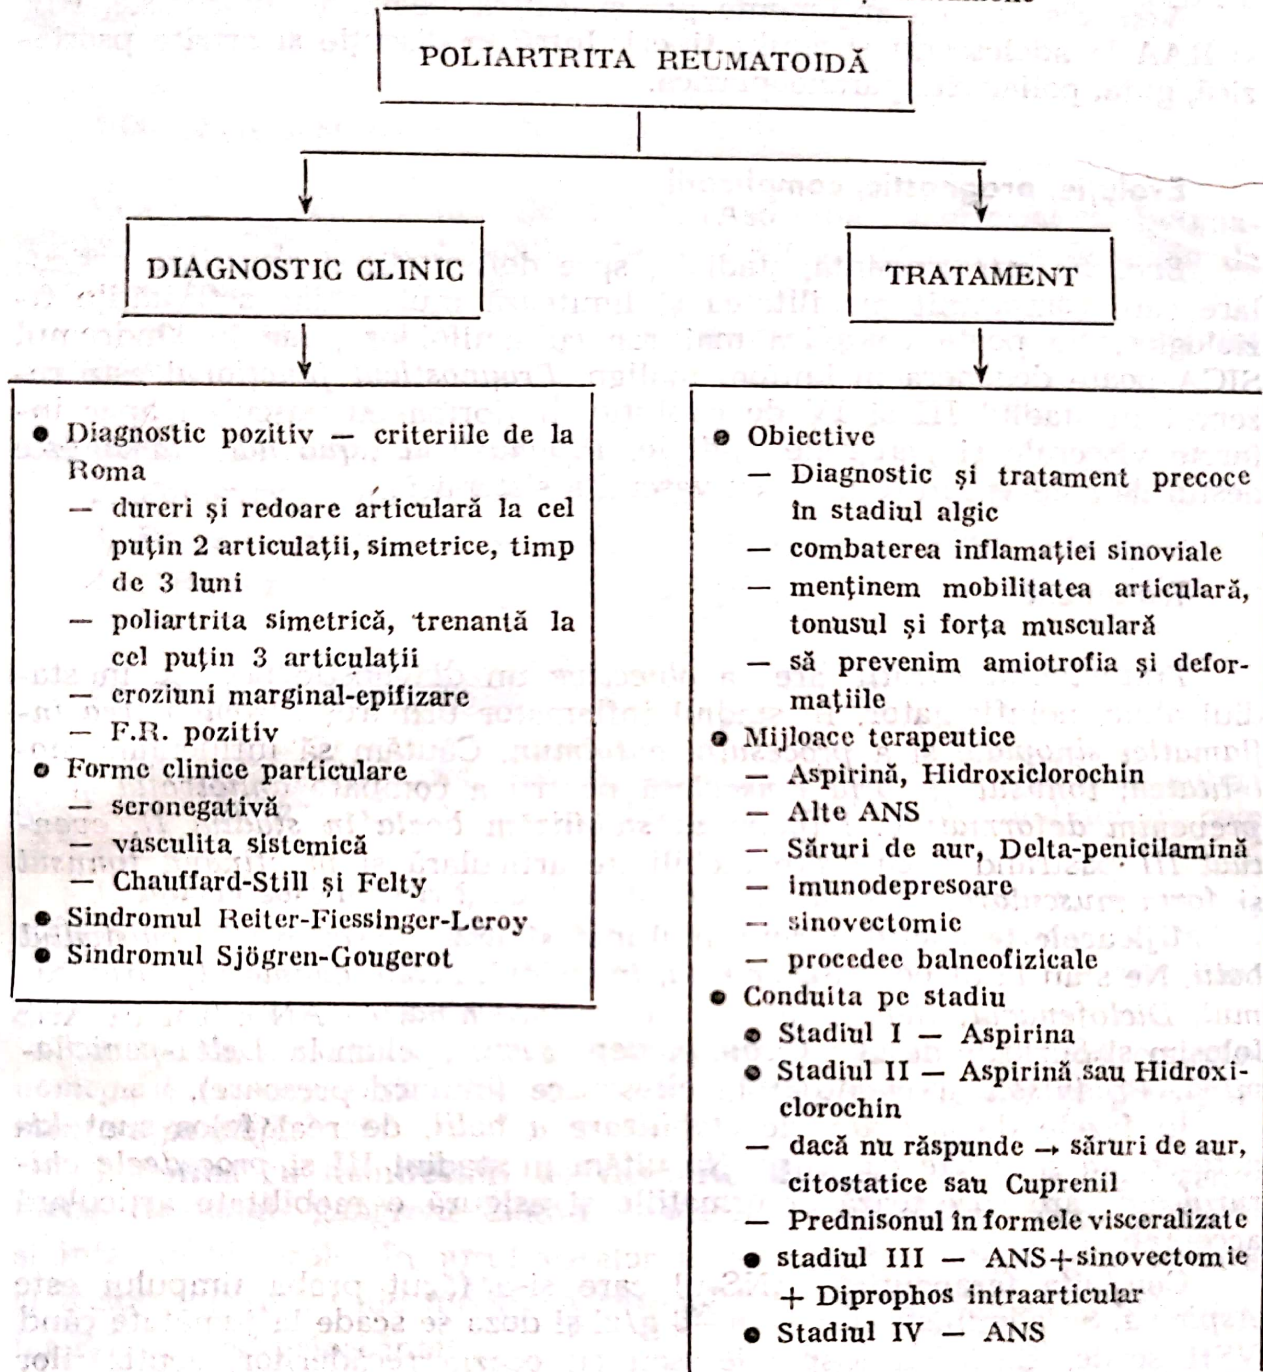 POLIARTRITA REUMATOIDĂ
DIAGNOSTIC CLINIC
● Diagnostic pozitiv — criteriile de la
Roma
— dureri și redoare articulară la cel
puțin 2 articulații, simetrice, timp
de 3 luni
— poliartrita simetrică, trenantă la
cel puțin 3 articulații
— eroziuni marginal-epifizare
— F.R. pozitiv
● Forme clinice particulare
— seronegativă
— vasculita sistemică
— Chauffard-Still și Felty
● Sindromul Reiter-Fiessinger-Leroy
● Sindromul Sjögren-Gougerot
TRATAMENT
● Obiective
— Diagnostic și tratament precoce
în stadiul algic
— combaterea inflamației sinoviale
— menținem mobilitatea articulară,
tonusul și forța musculară
— să prevenim amiotrofia și defor-
mațiile
● Mijloace terapeutice
— Aspirină, Hidroxiclorochin
— Alte ANS
— Săruri de aur, Delta-penicilamină
— imunodepresoare
— sinovectomie
— procedee balneofizicale
● Conduita pe stadiu
● Stadiul I — Aspirina
● Stadiul II — Aspirină sau Hidroxi-
clorochin
— dacă nu răspunde → săruri de aur,
citostatice sau Cuprenil
— Prednisonul în formele visceralizate
● stadiul III — ANS+sinovectomie
+ Diprophos intraarticular
● Stadiul IV — ANS